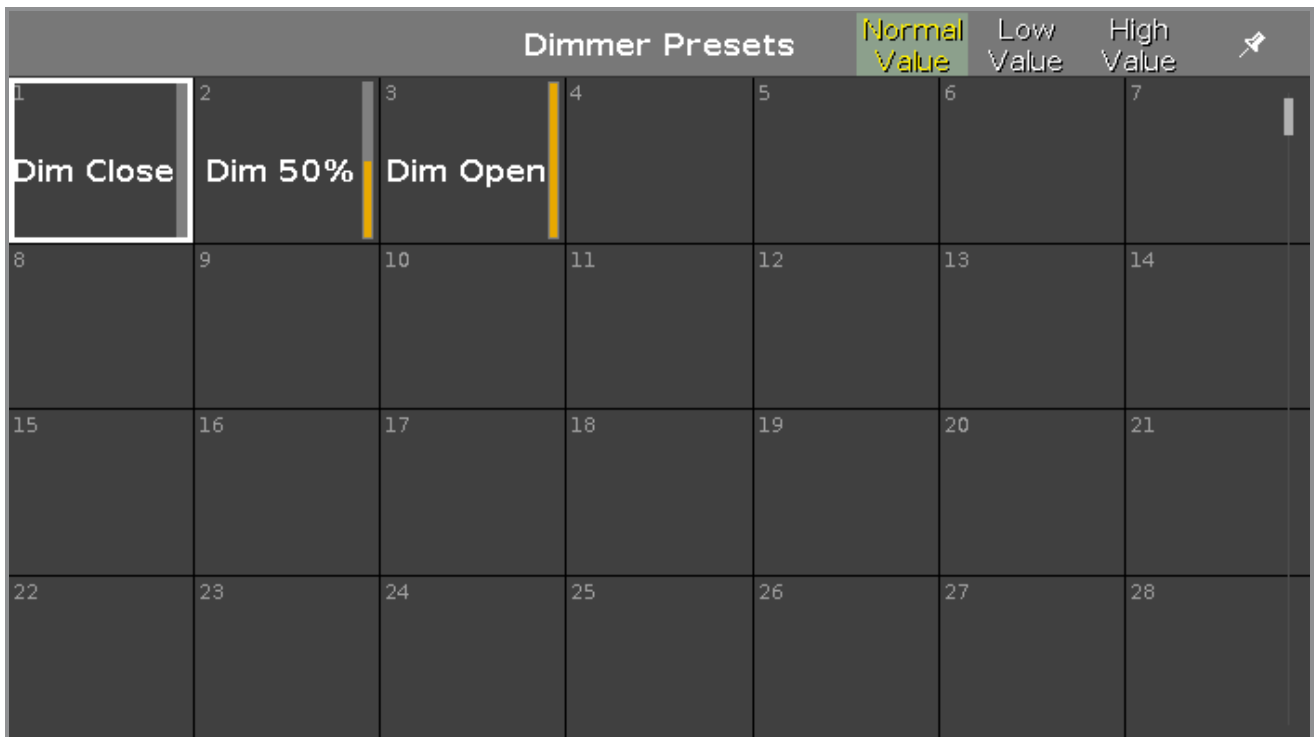 Dimmer Presets
Normal Value
Low Value
High Value
1 2 3 4 5 6 7
Dim Close Dim 50% Dim Open
8 9 10 11 12 13 14
15 16 17 18 19 20 21
22 23 24 25 26 27 28